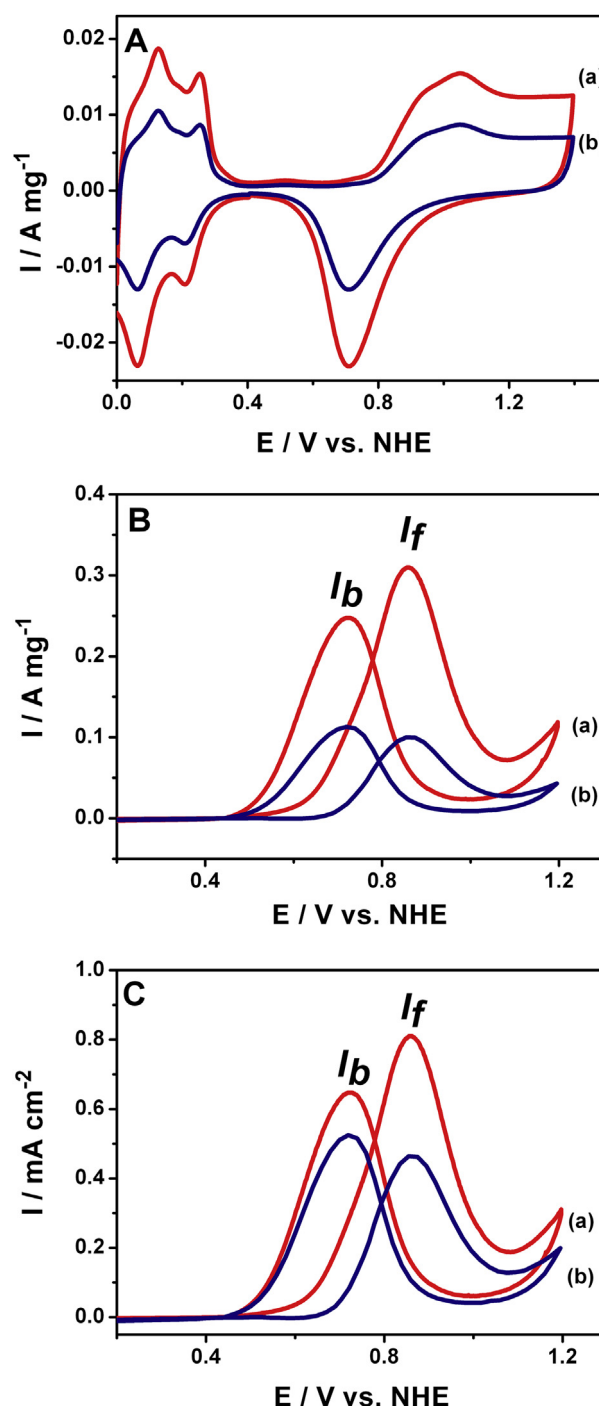 A
0.02
0.01
0.00
-0.01
-0.02
I / A mg⁻¹
(a)
(b)
0.0 0.4 0.8 1.2
E / V vs. NHE
B
0.4
0.3
0.2
0.1
0.0
I / A mg⁻¹
If
Ib
(a)
(b)
0.4 0.8 1.2
E / V vs. NHE
C
1.0
0.8
0.6
0.4
0.2
0.0
I / mA cm⁻²
If
Ib
(a)
(b)
0.4 0.8 1.2
E / V vs. NHE